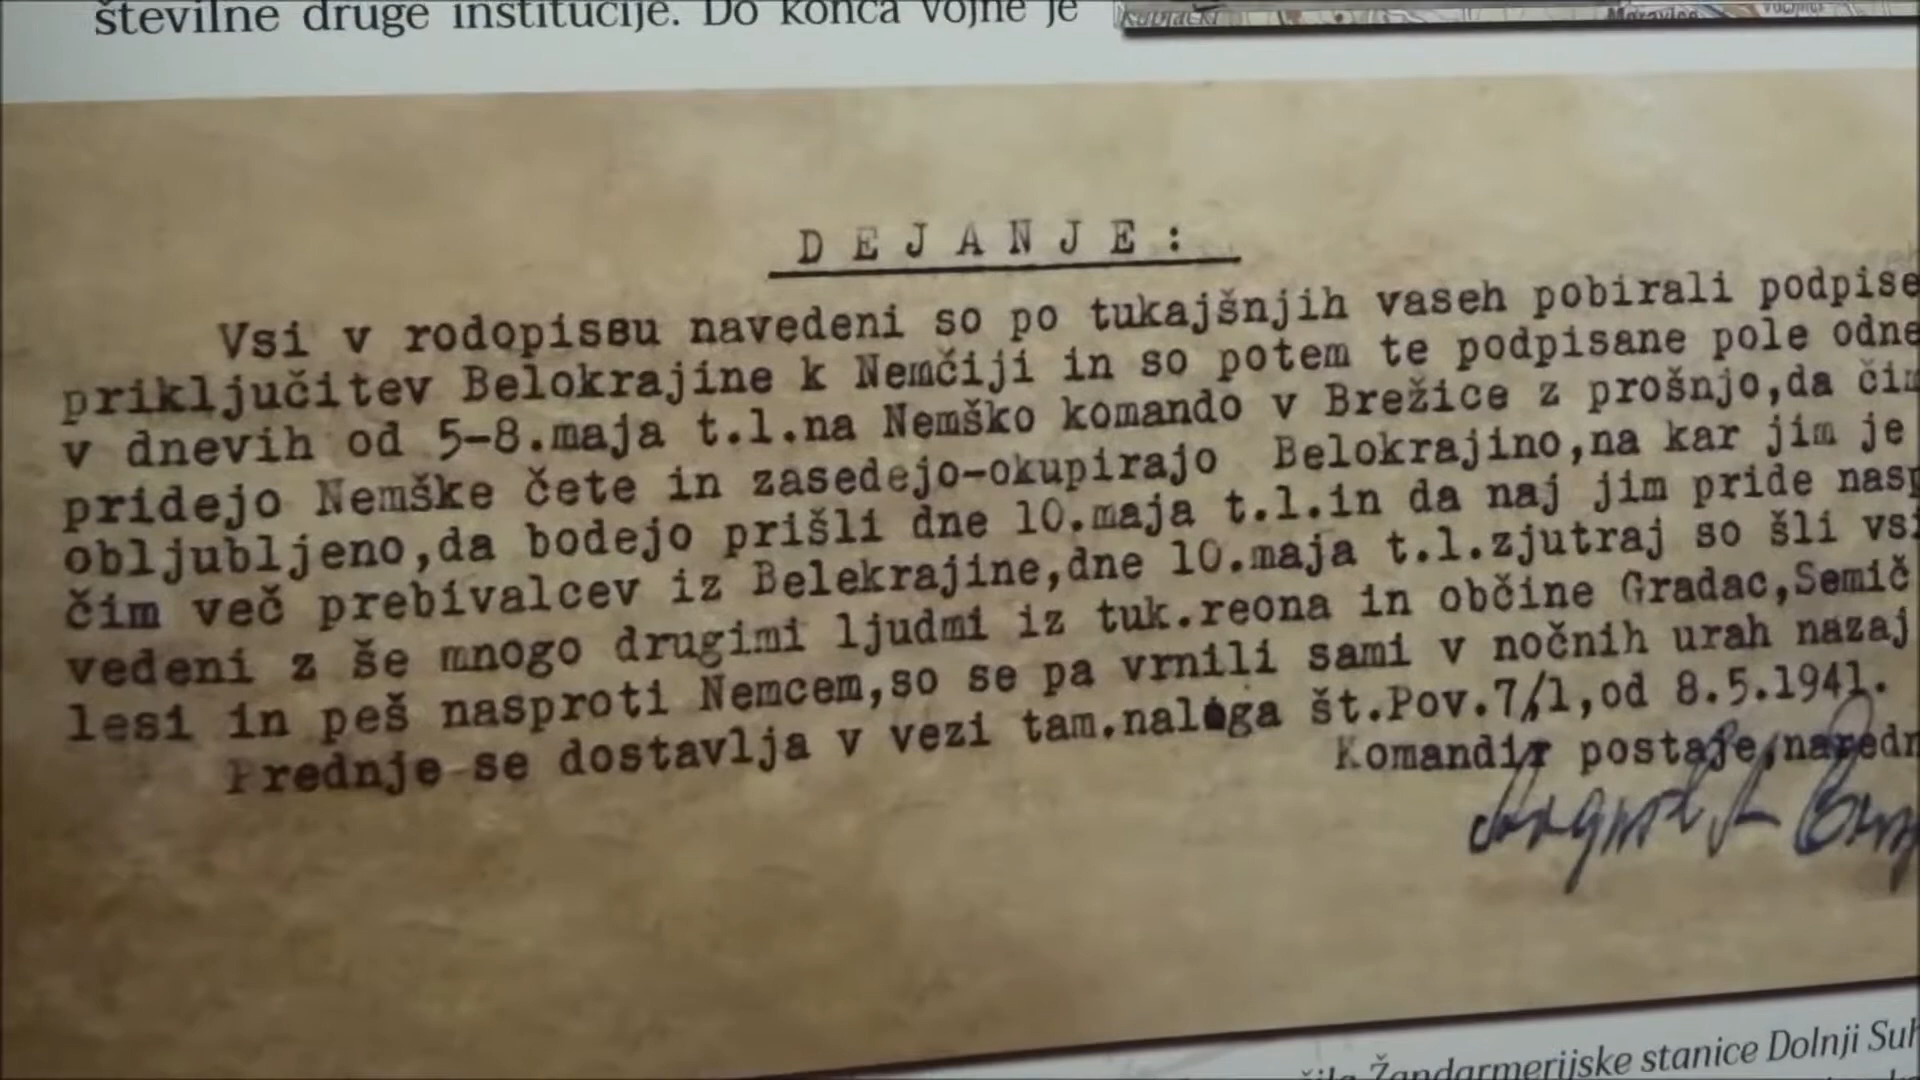 številne druge institucije. Do konca vojne je
DEJANJE:
Vsi v rodopissu navedeni so po tukajšnjih vaseh pobirali podpise
priključitev Belokrajine k Nemčiji in so potem te podpisane pole odne
v dnevih od 5-8.maja t.l.na Nemško komando v Brežice z prošnjo,da čim
pridejo Nemške čete in zasedejo-okupirajo Belokrajino,na kar jim je
obljubljeno,da bodejo prišli dne 10.maja t.l.in da naj jim pride nasp
čim več prebivalcev iz Belekrajine,dne 10.maja t.l.zjutraj so šli vsi
vedeni z še mnogo drugimi ljudmi iz tuk.reona in občine Gradac,Semič
lesi in peš nasproti Nemcem,so se pa vrnili sami v nočnih urah nazaj
Prednje se dostavlja v vezi tam.naloga št.Pov.7/1,od 8.5.1941.
Komandir postaje,naredn
Žandarmerijske stanice Dolnji Suh